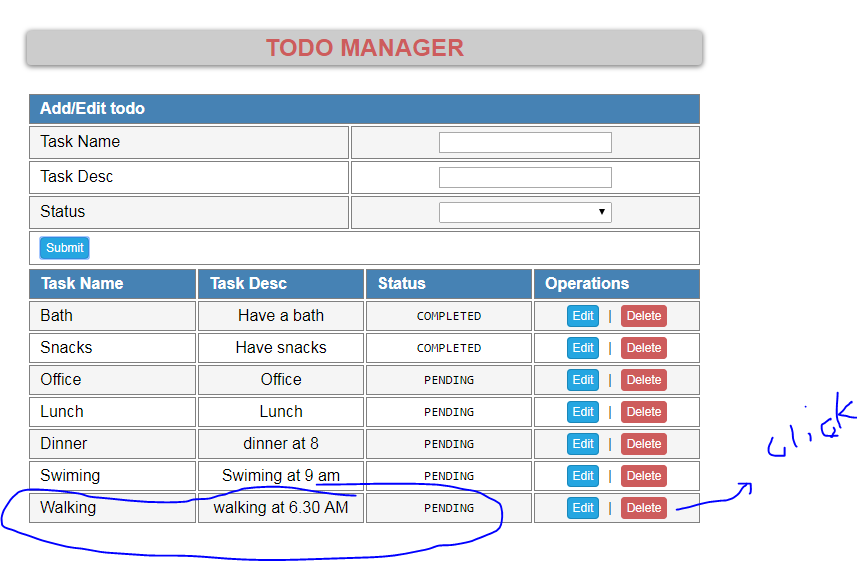 TODO MANAGER
Add/Edit todo
Task Name
Task Desc
Status
Submit
Task Name Task Desc Status Operations
Bath Have a bath COMPLETED Edit | Delete
Snacks Have snacks COMPLETED Edit | Delete
Office Office PENDING Edit | Delete
Lunch Lunch PENDING Edit | Delete
Dinner dinner at 8 PENDING Edit | Delete
Swiming Swiming at 9 am PENDING Edit | Delete
Walking walking at 6.30 AM PENDING Edit | Delete
click